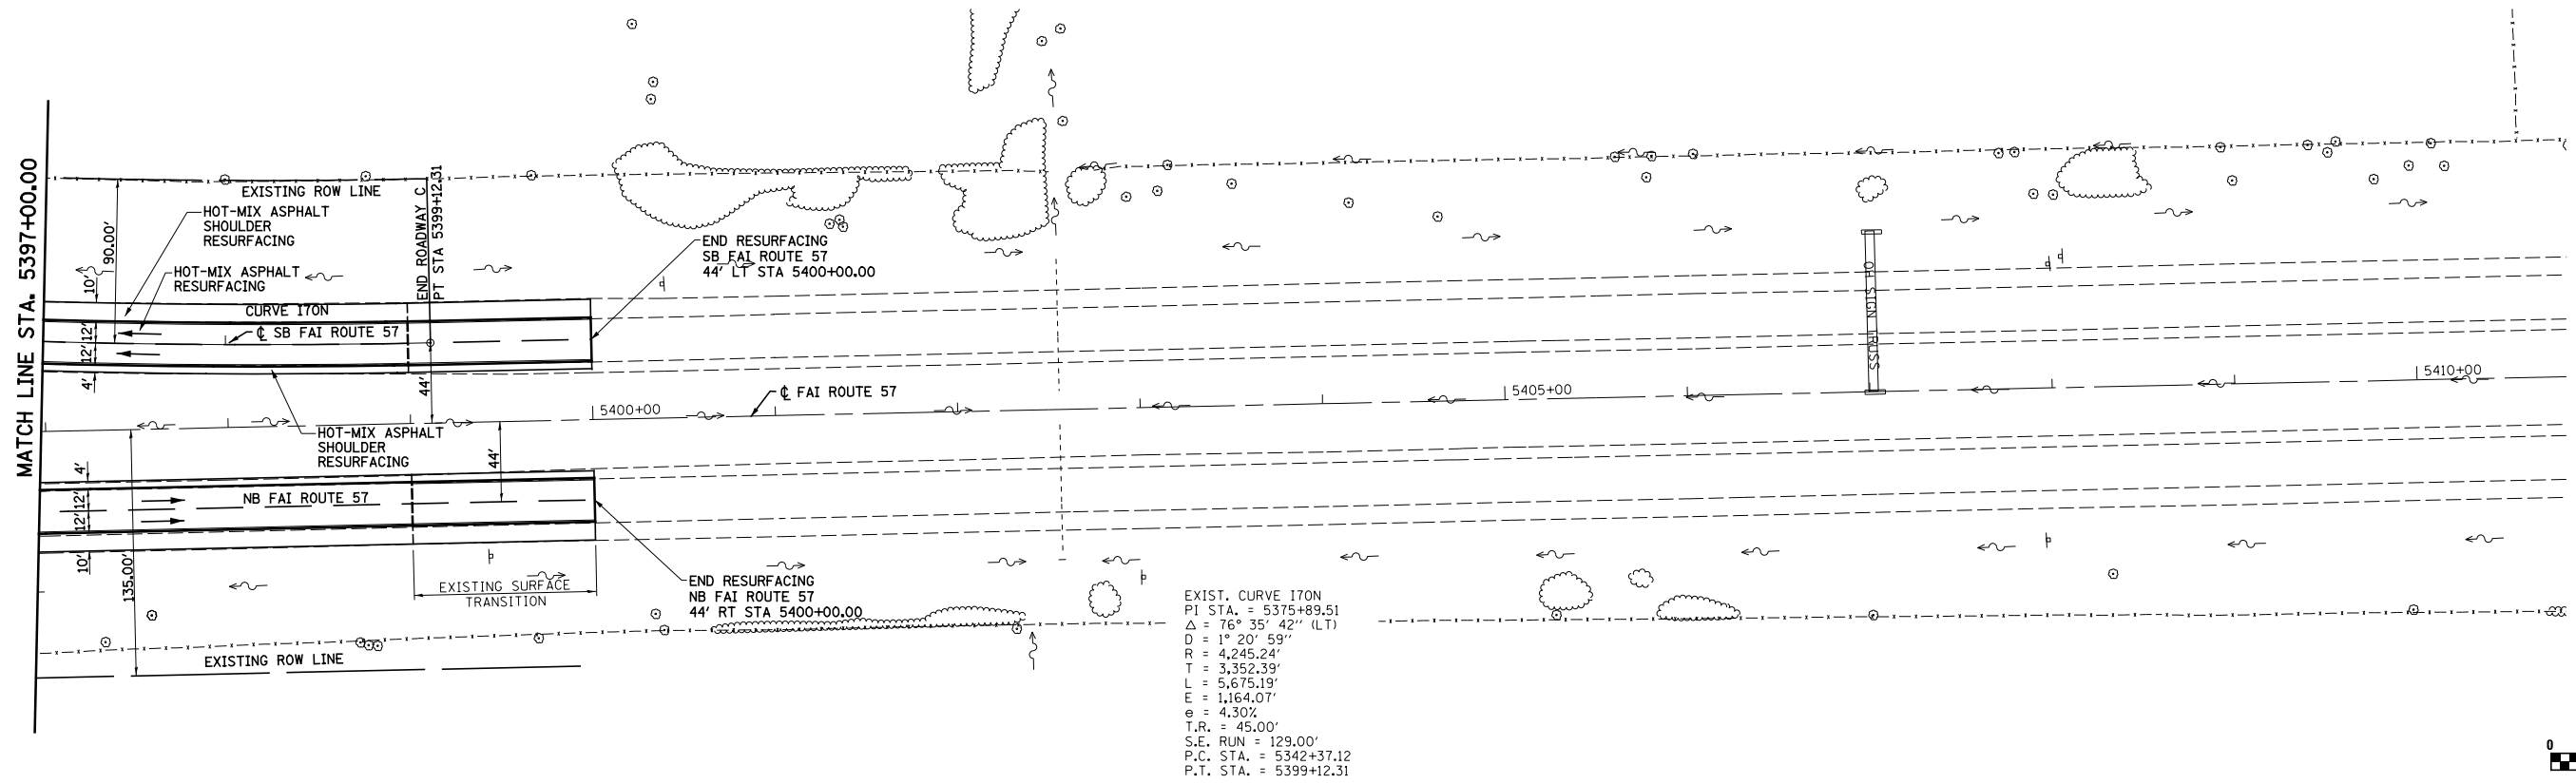 MATCH LINE STA. 5397+00.00
EXISTING ROW LINE
HOT-MIX ASPHALT
SHOULDER
RESURFACING
90.00'
HOT-MIX ASPHALT
RESURFACING
10'
CURVE I70N
12'
12'
4'
℄ SB FAI ROUTE 57
END ROADWAY C
PT STA 5399+12.31
44'
END RESURFACING
SB FAI ROUTE 57
44' LT STA 5400+00.00
℄ FAI ROUTE 57
5400+00
5405+00
5410+00
OH SIGN TRUSS
HOT-MIX ASPHALT
SHOULDER
RESURFACING
44'
4'
12'
12'
10'
NB FAI ROUTE 57
135.00'
EXISTING SURFACE
TRANSITION
END RESURFACING
NB FAI ROUTE 57
44' RT STA 5400+00.00
EXISTING ROW LINE
EXIST. CURVE I70N
PI STA. = 5375+89.51
Δ = 76° 35' 42'' (LT)
D = 1° 20' 59''
R = 4,245.24'
T = 3,352.39'
L = 5,675.19'
E = 1,164.07'
e = 4.30%
T.R. = 45.00'
S.E. RUN = 129.00'
P.C. STA. = 5342+37.12
P.T. STA. = 5399+12.31
0